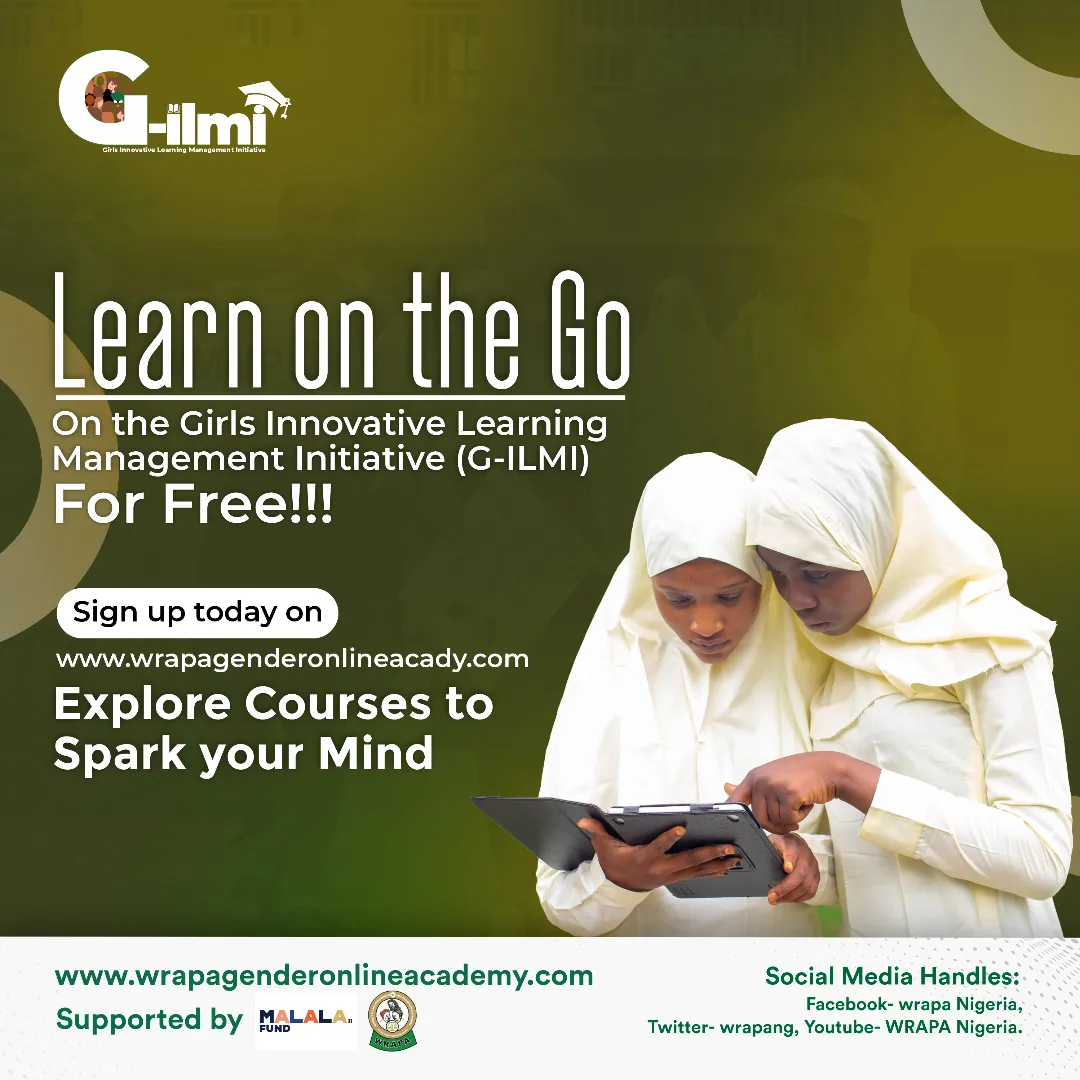 G-ilmi
Girls Innovative Learning Management Initiative
Learn on the Go
On the Girls Innovative Learning
Management Initiative (G-ILMI)
For Free!!!
Sign up today on
www.wrapagenderonlineacady.com
Explore Courses to
Spark your Mind
www.wrapagenderonlineacademy.com
Supported by
MALALA
FUND
WRAPA
Social Media Handles:
Facebook- wrapa Nigeria,
Twitter- wrapang, Youtube- WRAPA Nigeria.